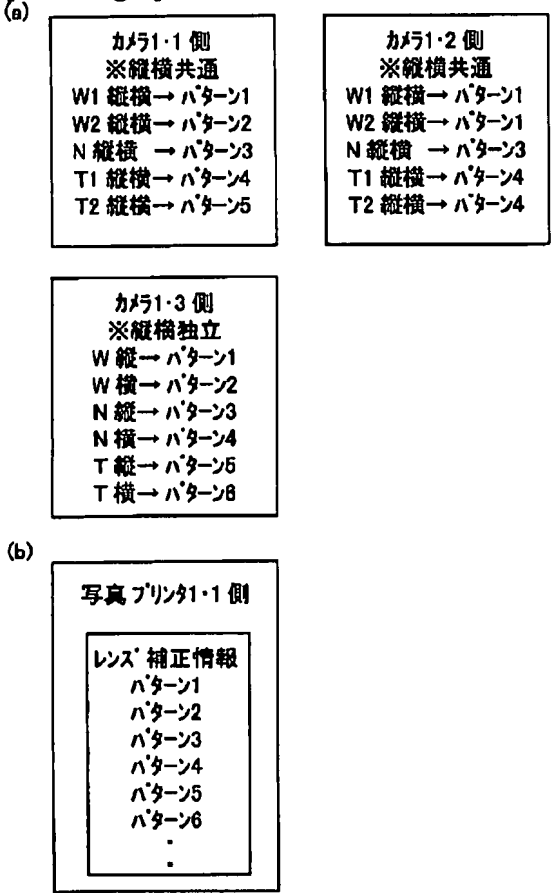 (a)
カメラ1・1 側
※縦横共通
W1 縦横→ パターン1
W2 縦横→ パターン2
N 縦横 → パターン3
T1 縦横→ パターン4
T2 縦横→ パターン5
カメラ1・2 側
※縦横共通
W1 縦横→ パターン1
W2 縦横→ パターン1
N 縦横 → パターン3
T1 縦横→ パターン4
T2 縦横→ パターン4
カメラ1・3 側
※縦横独立
W 縦→ パターン1
W 横→ パターン2
N 縦→ パターン3
N 横→ パターン4
T 縦→ パターン5
T 横→ パターン6
(b)
写真プリンタ1・1 側
レンズ補正情報
パターン1
パターン2
パターン3
パターン4
パターン5
パターン6
・
・